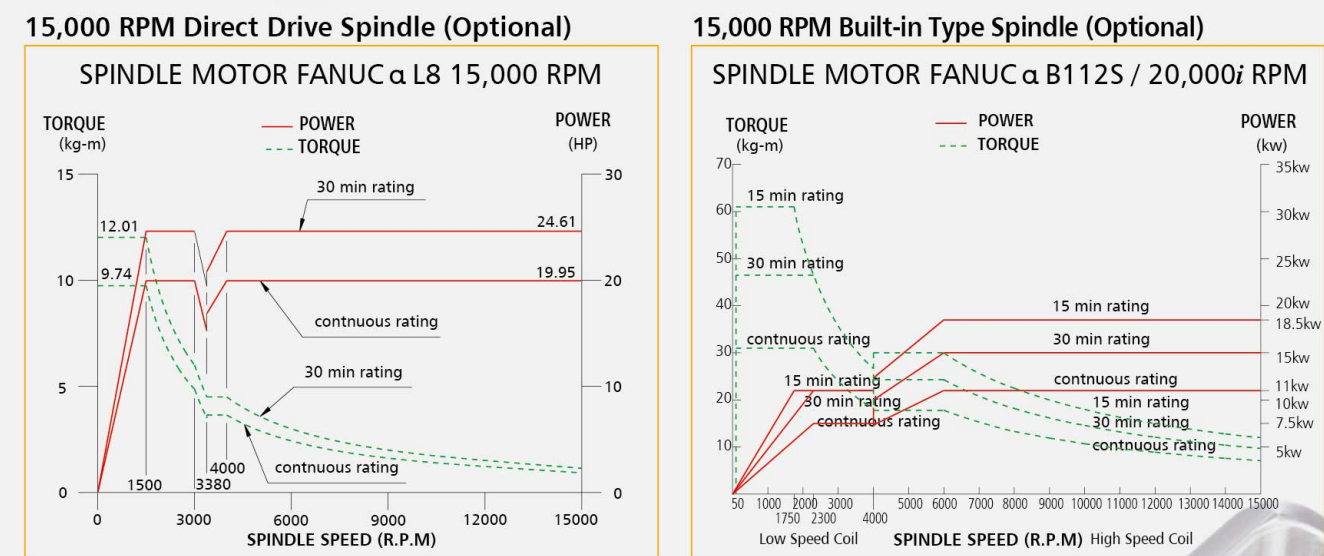 15,000 RPM Direct Drive Spindle (Optional)
SPINDLE MOTOR FANUC α L8 15,000 RPM
TORQUE
(kg-m)
POWER
TORQUE
POWER
(HP)
15
30
30 min rating
12.01
24.61
9.74
19.95
10
20
contnuous rating
30 min rating
5
10
4000
contnuous rating
1500
3380
0
0
0
3000
6000
9000
12000
15000
SPINDLE SPEED (R.P.M)
15,000 RPM Built-in Type Spindle (Optional)
SPINDLE MOTOR FANUC α B112S / 20,000i RPM
TORQUE
(kg-m)
POWER
TORQUE
POWER
(kw)
70
35kw
15 min rating
60
30kw
50
30 min rating
25kw
40
20kw
15 min rating
18.5kw
contnuous rating
30 min rating
30
15kw
15 min rating
contnuous rating
11kw
20
30 min rating
15 min rating
10kw
contnuous rating
30 min rating
7.5kw
10
contnuous rating
5kw
50 1000 2000 3000 5000 6000 7000 8000 9000 10000 11000 12000 13000 14000 15000
1750 2300 4000
Low Speed Coil
SPINDLE SPEED (R.P.M)
High Speed Coil